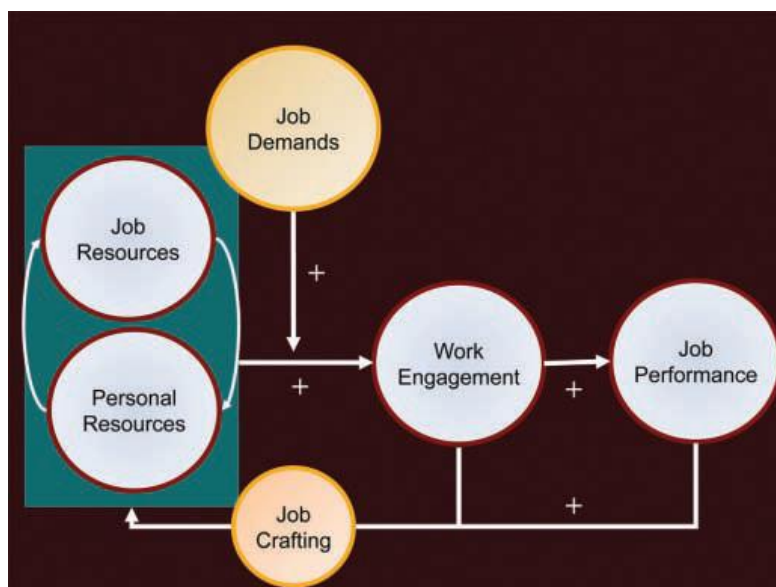 Job
Demands
Job
Resources
+
Personal
Resources
+
Work
Engagement
+
Job
Performance
Job
Crafting
+